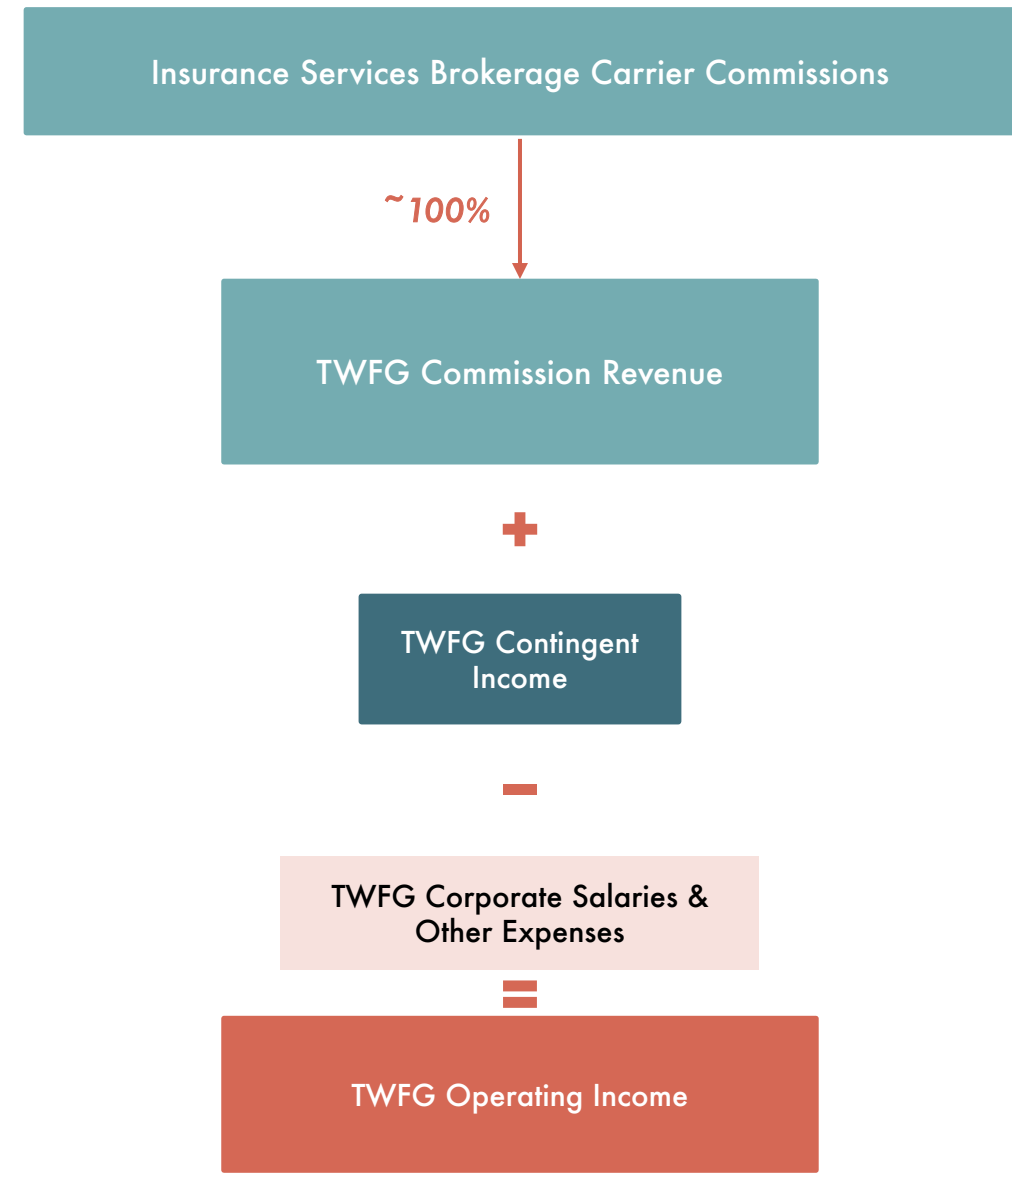 Insurance Services Brokerage Carrier Commissions
~100%
TWFG Commission Revenue
+
TWFG Contingent
Income
-
TWFG Corporate Salaries &
Other Expenses
=
TWFG Operating Income